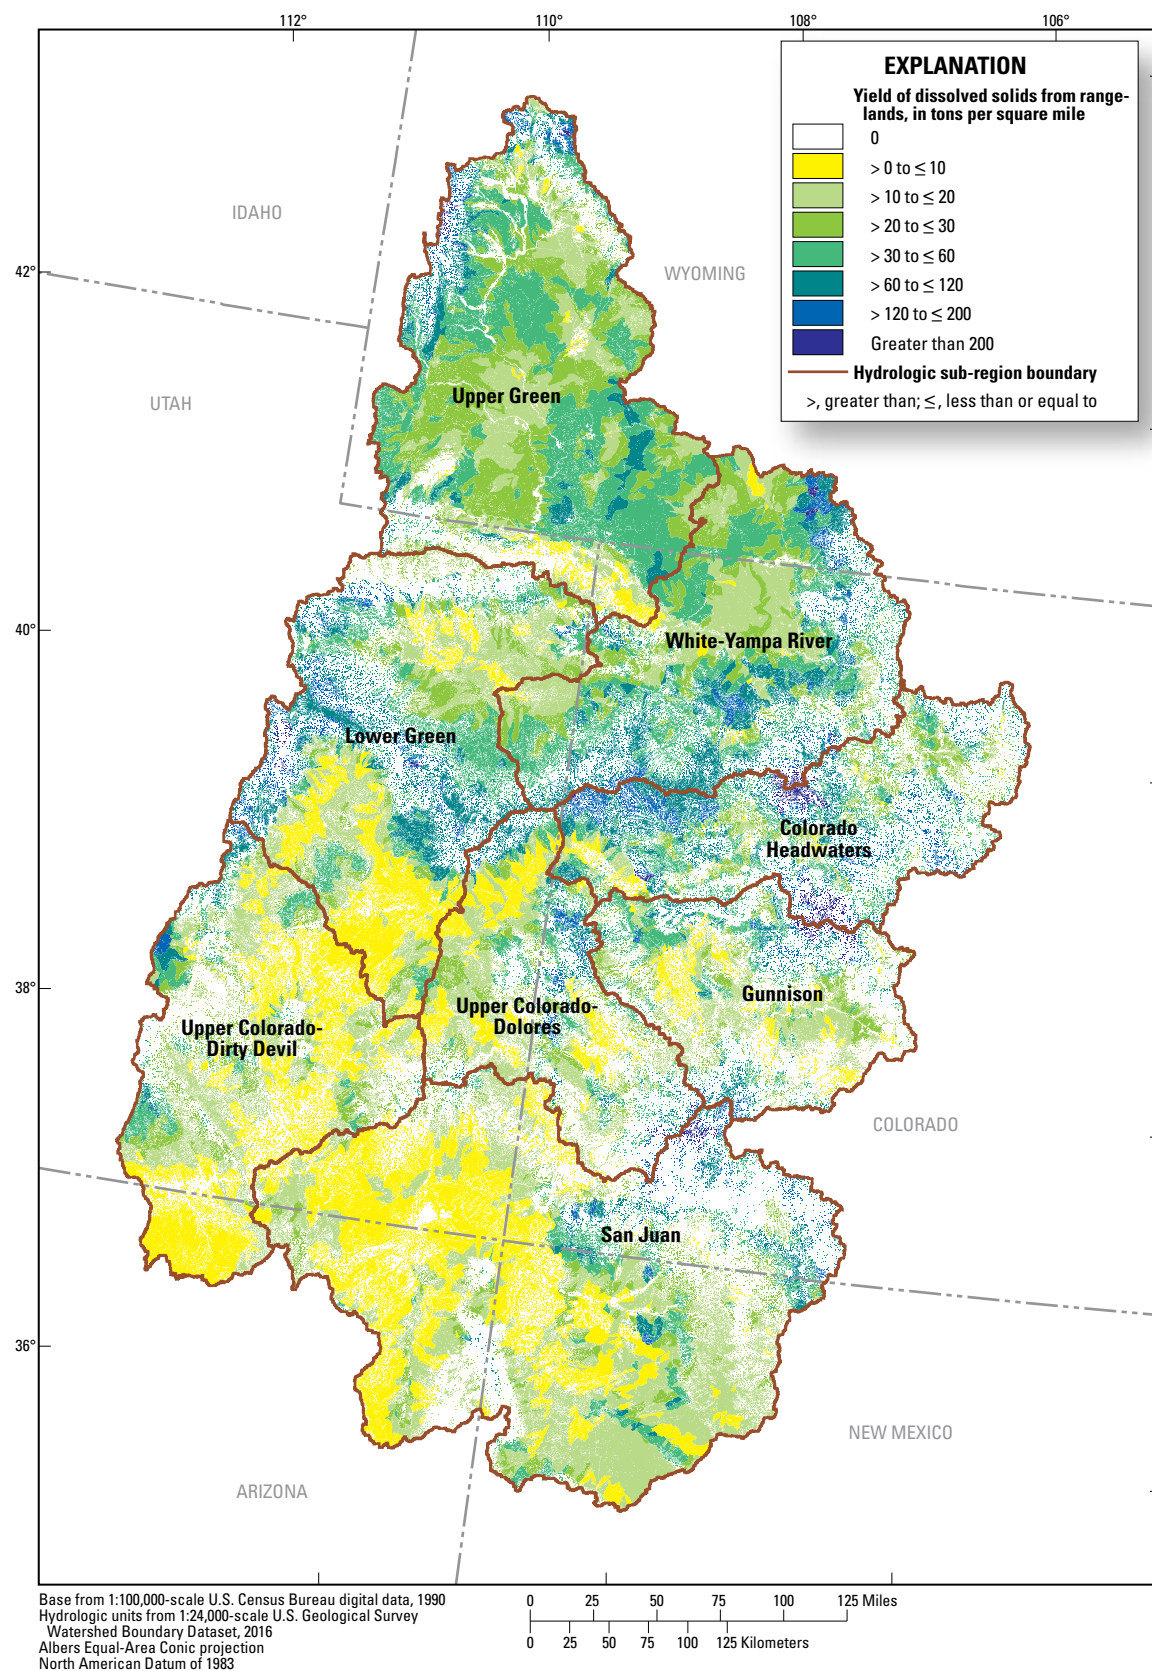 112° 110° 108° 106°
EXPLANATION
Yield of dissolved solids from range-
lands, in tons per square mile
0
> 0 to ≤ 10
> 10 to ≤ 20
> 20 to ≤ 30
> 30 to ≤ 60
> 60 to ≤ 120
> 120 to ≤ 200
Greater than 200
Hydrologic sub-region boundary
>, greater than; ≤, less than or equal to
IDAHO
42°
WYOMING
UTAH
Upper Green
40°
White-Yampa River
Lower Green
Colorado
Headwaters
38°
Gunnison
Upper Colorado-
Dolores
Upper Colorado-
Dirty Devil
COLORADO
San Juan
36°
NEW MEXICO
ARIZONA
Base from 1:100,000-scale U.S. Census Bureau digital data, 1990
Hydrologic units from 1:24,000-scale U.S. Geological Survey
Watershed Boundary Dataset, 2016
Albers Equal-Area Conic projection
North American Datum of 1983
0 25 50 75 100 125 Miles
0 25 50 75 100 125 Kilometers